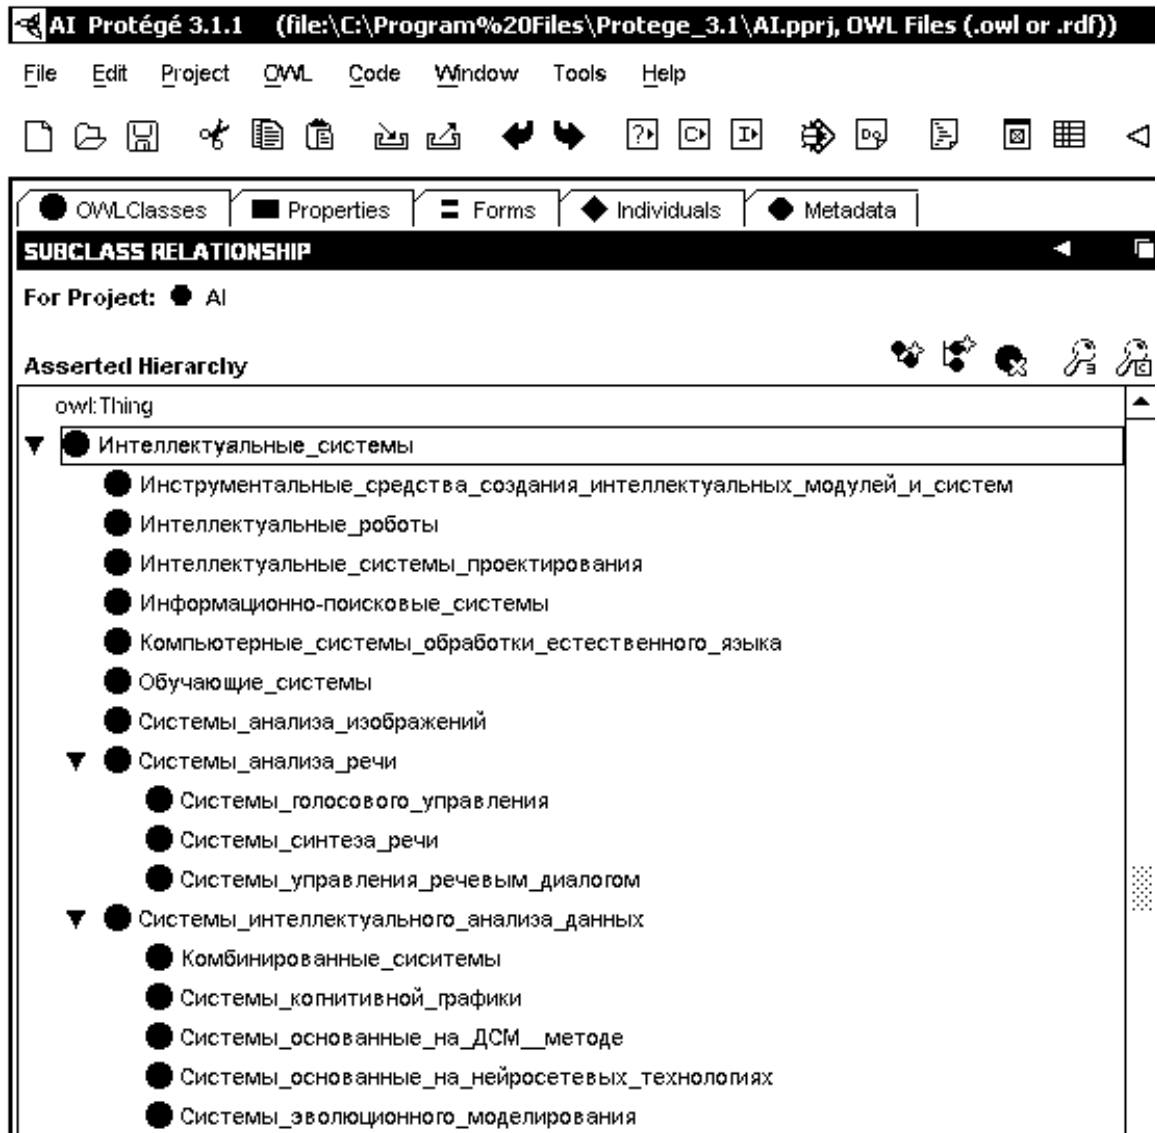 AI Protégé 3.1.1 (file:\C:\Program%20Files\Protege_3.1\AI.pprj, OWL Files (.owl or .rdf))
File Edit Project OWL Code Window Tools Help
OWLClasses Properties Forms Individuals Metadata
SUBCLASS RELATIONSHIP
For Project: AI
Asserted Hierarchy
owl:Thing
Интеллектуальные_системы
Инструментальные_средства_создания_интеллектуальных_модулей_и_систем
Интеллектуальные_роботы
Интеллектуальные_системы_проектирования
Информационно-поисковые_системы
Компьютерные_системы_обработки_естественного_языка
Обучающие_системы
Системы_анализа_изображений
Системы_анализа_речи
Системы_голосового_управления
Системы_синтеза_речи
Системы_управления_речевым_диалогом
Системы_интеллектуального_анализа_данных
Комбинированные_сиситемы
Системы_когнитивной_графики
Системы_основанные_на_ДСМ__методе
Системы_основанные_на_нейросетевых_технологиях
Системы_эволюционного_моделирования